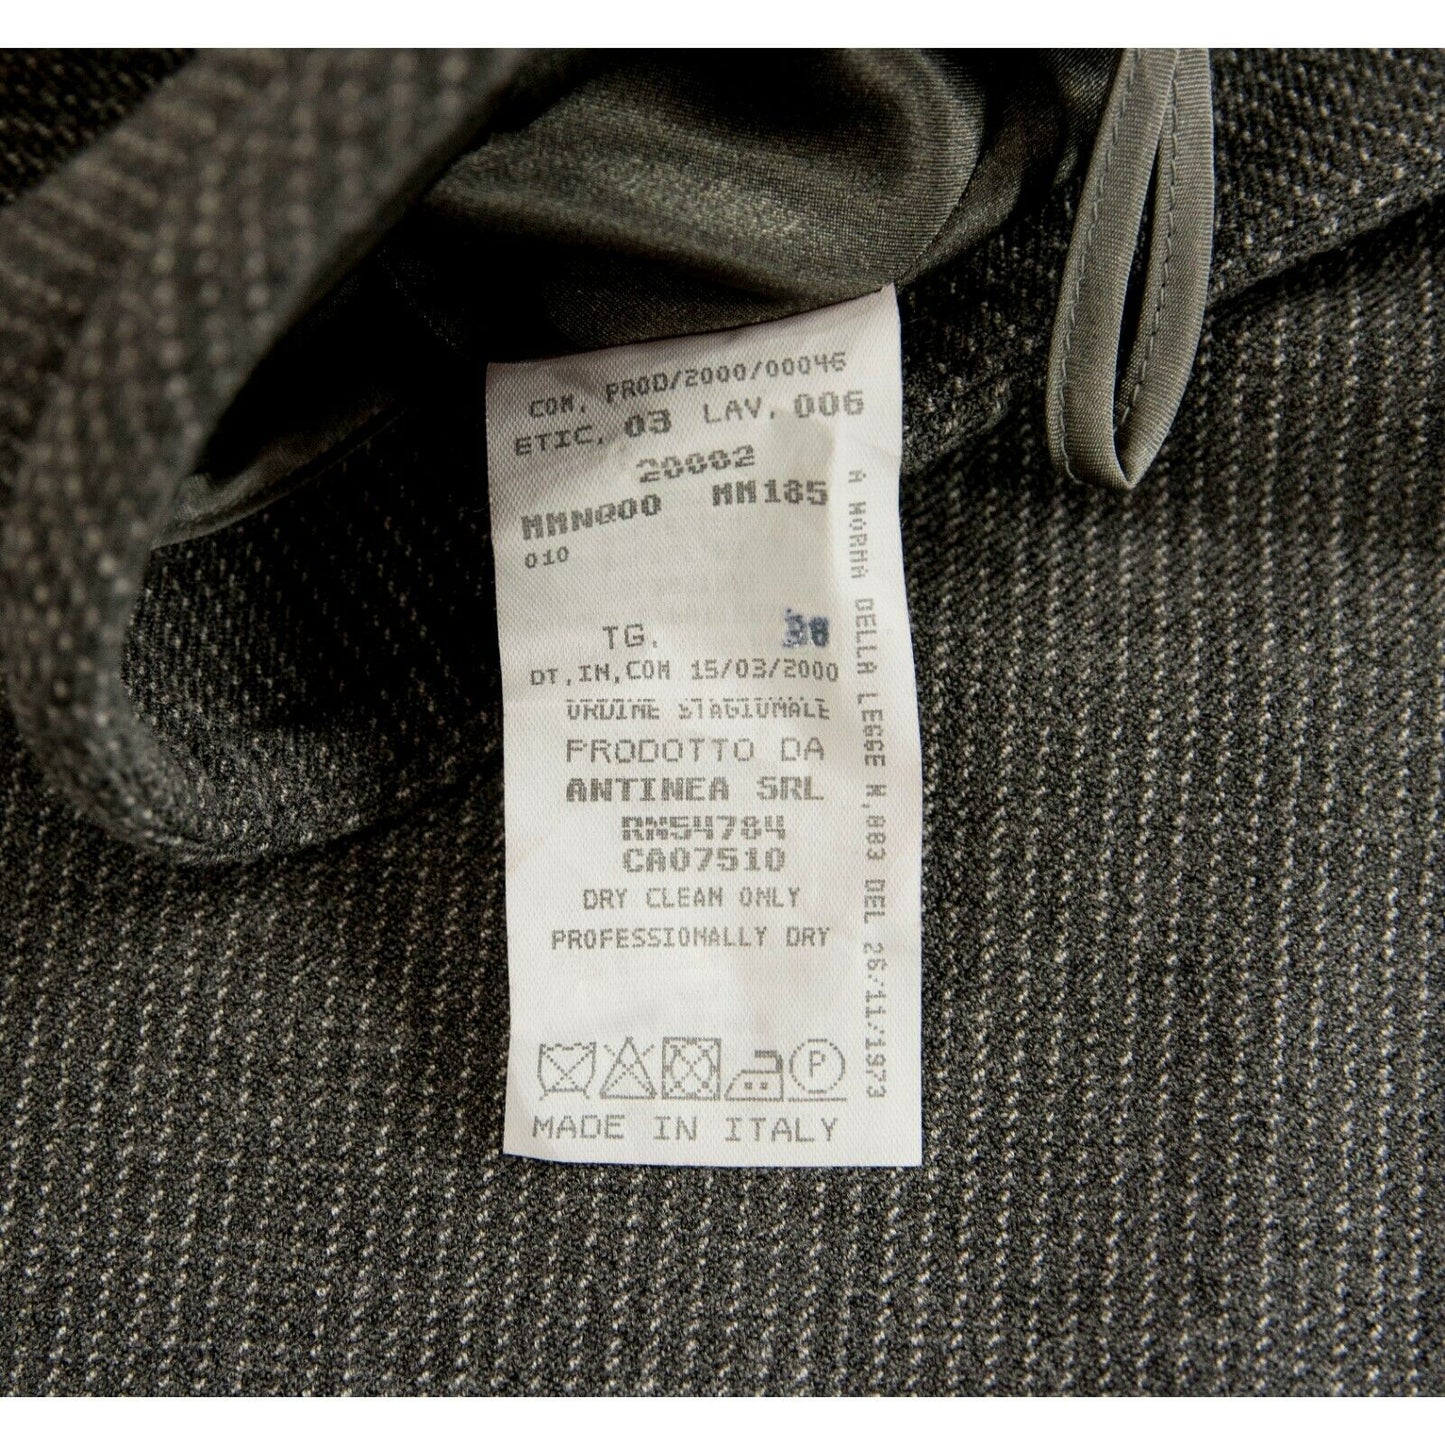 COM. PROD/2000/00046
ETIC. 03 LAV. 006
20002
MMN@00 MM185
010
TG. 38
DT.IN.COM 15/03/2000
ORDINE STAGIONALE
PRODOTTO DA
ANTINEA SRL
RN54784
CA07510
DRY CLEAN ONLY
PROFESSIONALLY DRY
P
MADE IN ITALY
A NORMA DELLA LEGGE N.883 DEL 26/11/1973